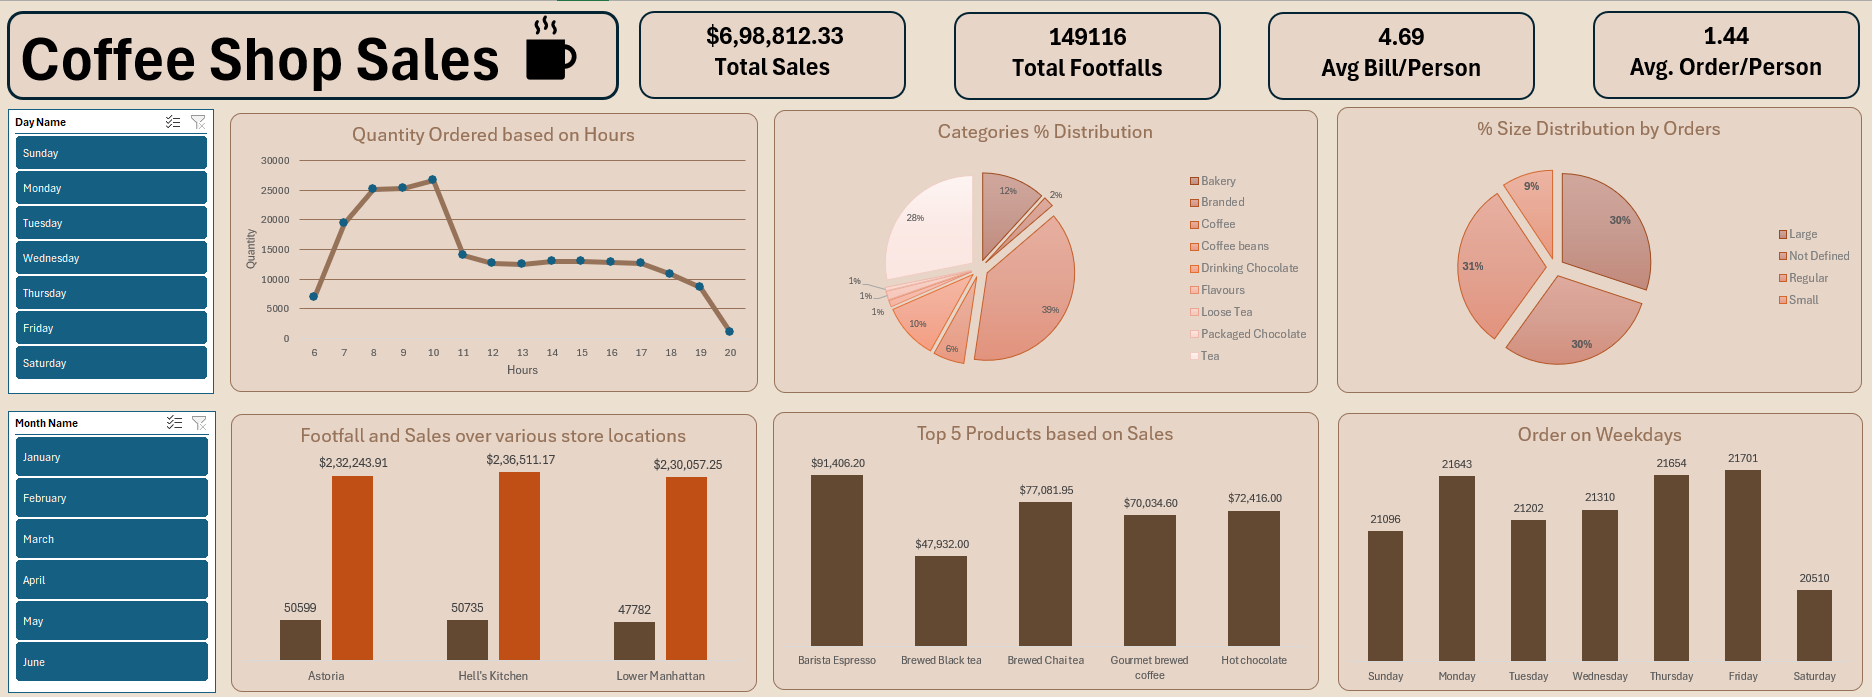 Coffee Shop Sales
$6,98,812.33
Total Sales
149116
Total Footfalls
4.69
Avg Bill/Person
1.44
Avg. Order/Person
Day Name
Sunday
Monday
Tuesday
Wednesday
Thursday
Friday
Saturday
Quantity Ordered based on Hours
30000
25000
20000
15000
10000
5000
0
Quantity
6 7 8 9 10 11 12 13 14 15 16 17 18 19 20
Hours
Categories % Distribution
12%
2%
28%
39%
1%
1%
1%
10%
6%
Bakery
Branded
Coffee
Coffee beans
Drinking Chocolate
Flavours
Loose Tea
Packaged Chocolate
Tea
% Size Distribution by Orders
9%
30%
31%
30%
Large
Not Defined
Regular
Small
Month Name
January
February
March
April
May
June
Footfall and Sales over various store locations
$2,32,243.91
$2,36,511.17
$2,30,057.25
50599
50735
47782
Astoria
Hell's Kitchen
Lower Manhattan
Top 5 Products based on Sales
$91,406.20
$47,932.00
$77,081.95
$70,034.60
$72,416.00
Barista Espresso
Brewed Black tea
Brewed Chai tea
Gourmet brewed
coffee
Hot chocolate
Order on Weekdays
21096
21643
21202
21310
21654
21701
20510
Sunday
Monday
Tuesday
Wednesday
Thursday
Friday
Saturday